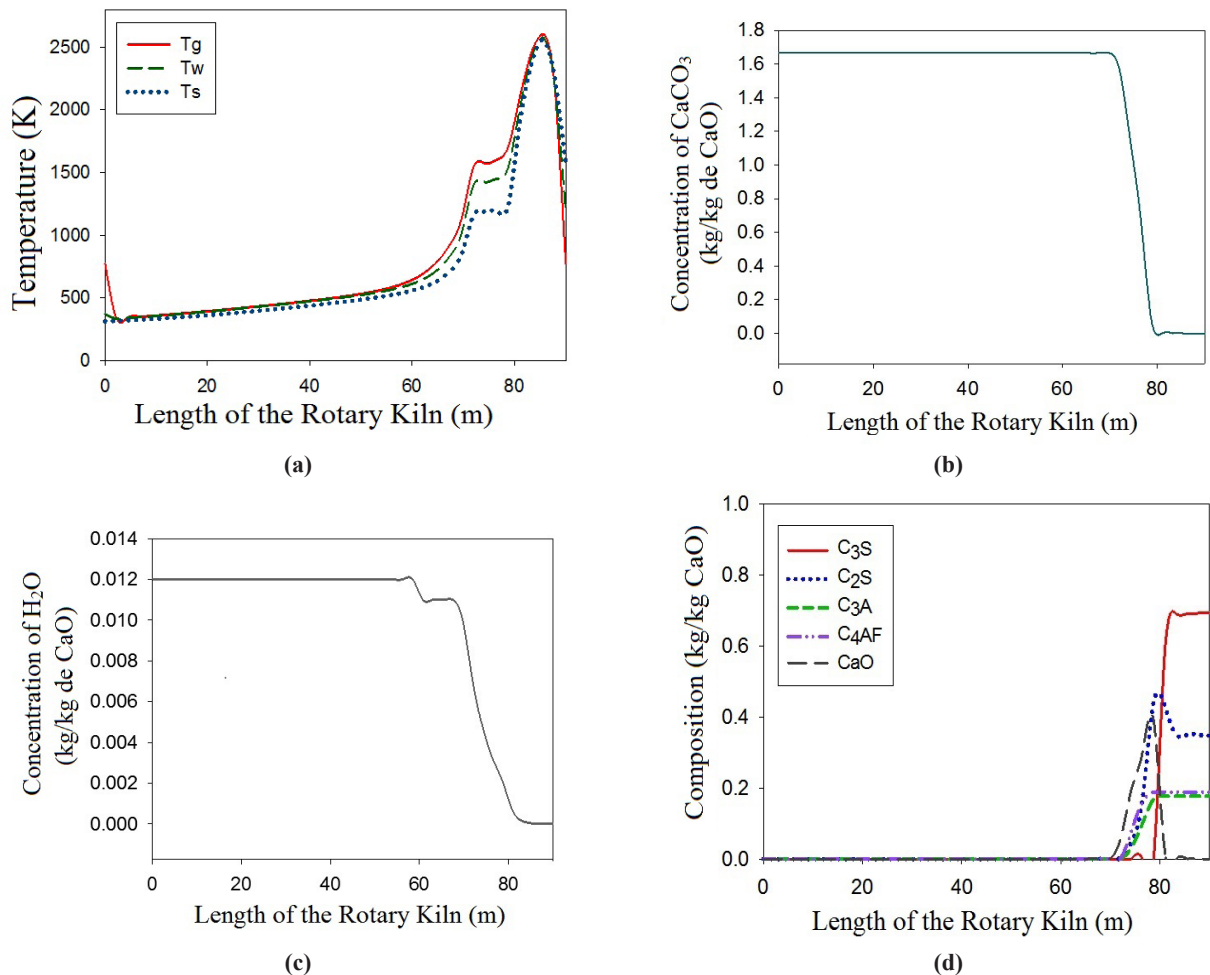 Temperature (K)
2500
2000
1500
1000
500
0
Tg
Tw
Ts
0 20 40 60 80
Length of the Rotary Kiln (m)
(a)
Concentration of CaCO₃
(kg/kg de CaO)
1.8
1.6
1.4
1.2
1.0
0.8
0.6
0.4
0.2
0.0
0 20 40 60 80
Length of the Rotary Kiln (m)
(b)
Concentration of H₂O
(kg/kg de CaO)
0.014
0.012
0.010
0.008
0.006
0.004
0.002
0.000
0 20 40 60 80
Length of the Rotary Kiln (m)
(c)
Composition (kg/kg CaO)
1.0
0.8
0.6
0.4
0.2
0.0
C₃S
C₂S
C₃A
C₄AF
CaO
0 20 40 60 80
Length of the Rotary Kiln (m)
(d)